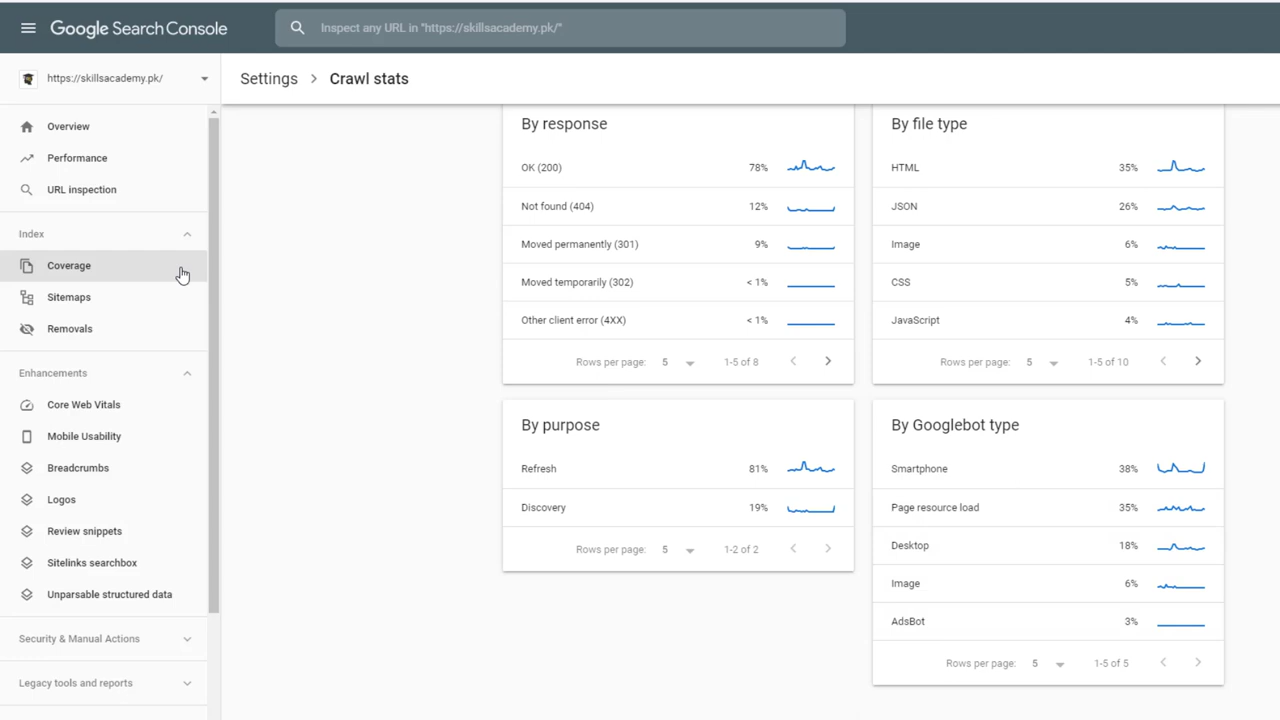 Google Search Console
Inspect any URL in "https://skillsacademy.pk/"
https://skillsacademy.pk/
Settings > Crawl stats
Overview
Performance
URL inspection
Index
Coverage
Sitemaps
Removals
Enhancements
Core Web Vitals
Mobile Usability
Breadcrumbs
Logos
Review snippets
Sitelinks searchbox
Unparsable structured data
Security & Manual Actions
Legacy tools and reports
By response
OK (200) 78%
Not found (404) 12%
Moved permanently (301) 9%
Moved temporarily (302) < 1%
Other client error (4XX) < 1%
Rows per page: 5 1-5 of 8
By file type
HTML 35%
JSON 26%
Image 6%
CSS 5%
JavaScript 4%
Rows per page: 5 1-5 of 10
By purpose
Refresh 81%
Discovery 19%
Rows per page: 5 1-2 of 2
By Googlebot type
Smartphone 38%
Page resource load 35%
Desktop 18%
Image 6%
AdsBot 3%
Rows per page: 5 1-5 of 5